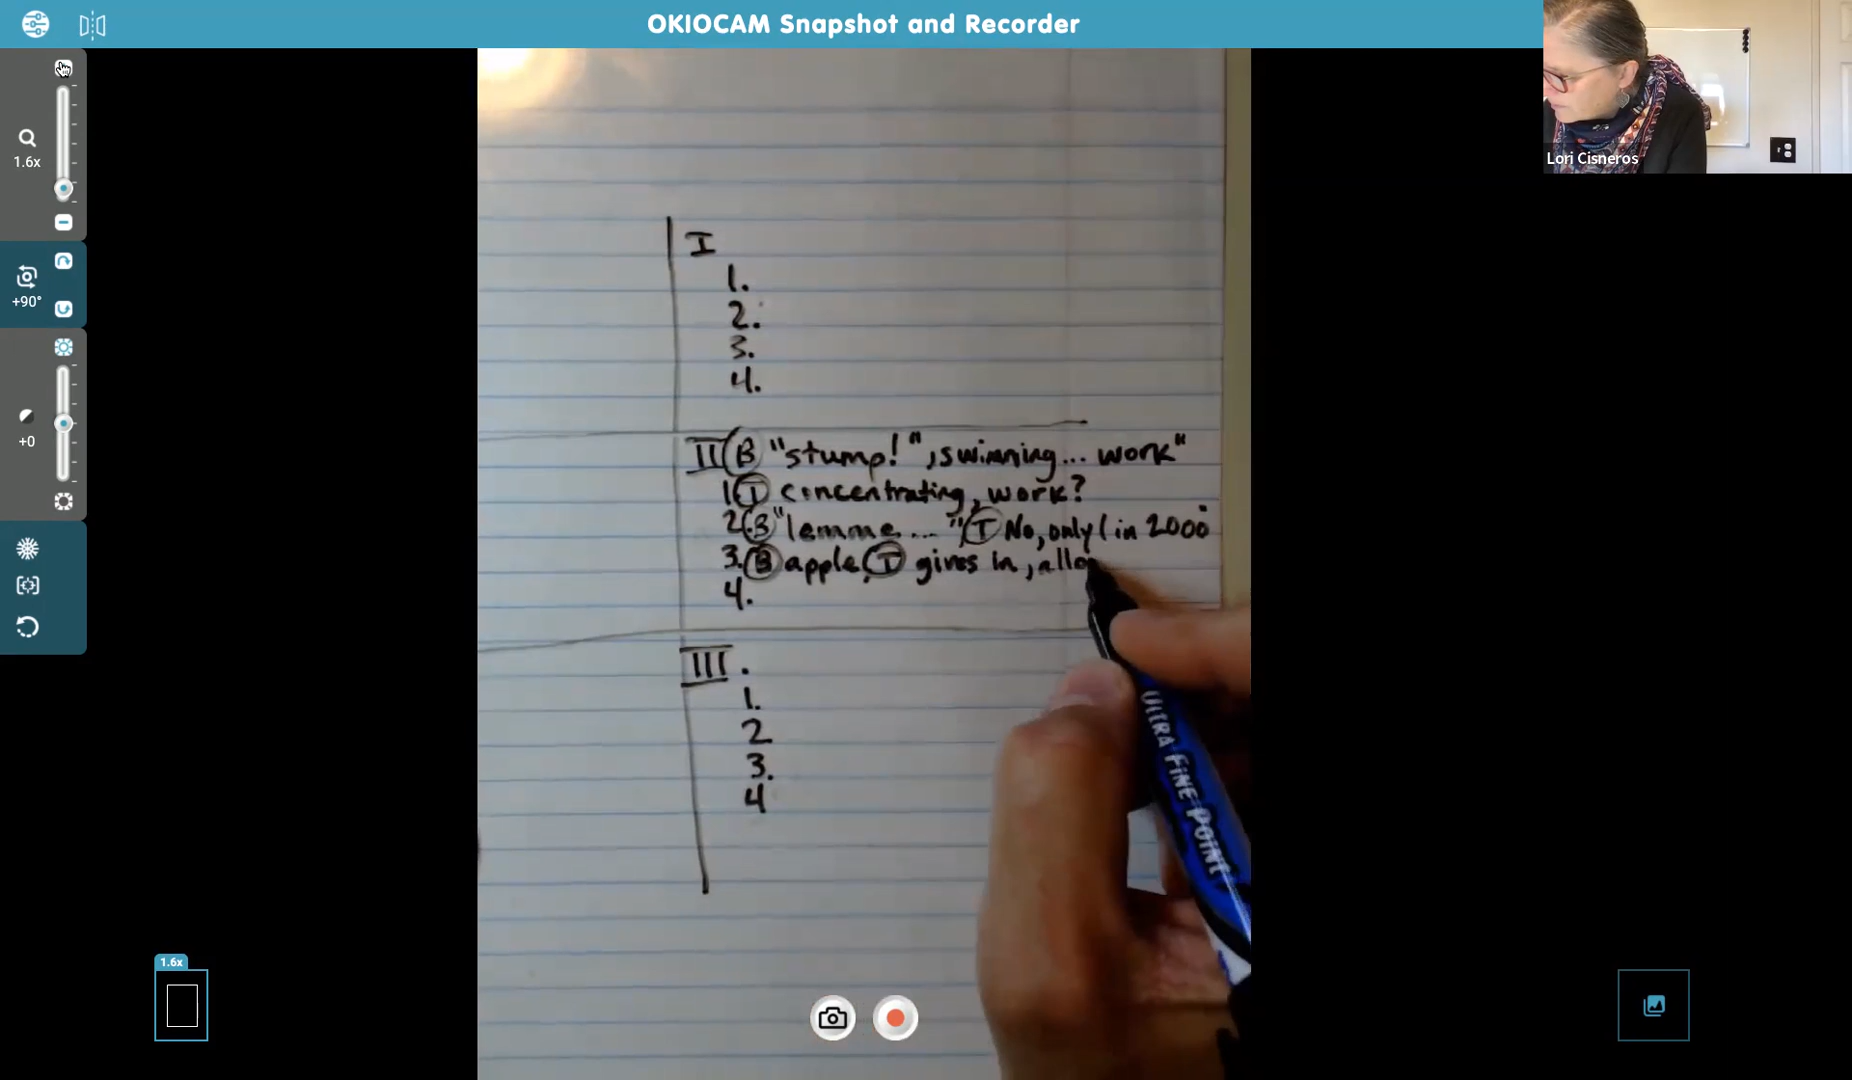 OKIOCAM Snapshot and Recorder
1.6x
+90°
+0
Lori Cisneros
I
1.
2.
3.
4.
II (B) "stump!", swimming... work"
1 (T) concentrating, work?
2. (B) "lemme... ", (T) No, only 1 in 2000
3. (B) apple, (T) gives in, allo
4.
III.
1.
2
3.
4
ULTRA FINE POINT
1.6x